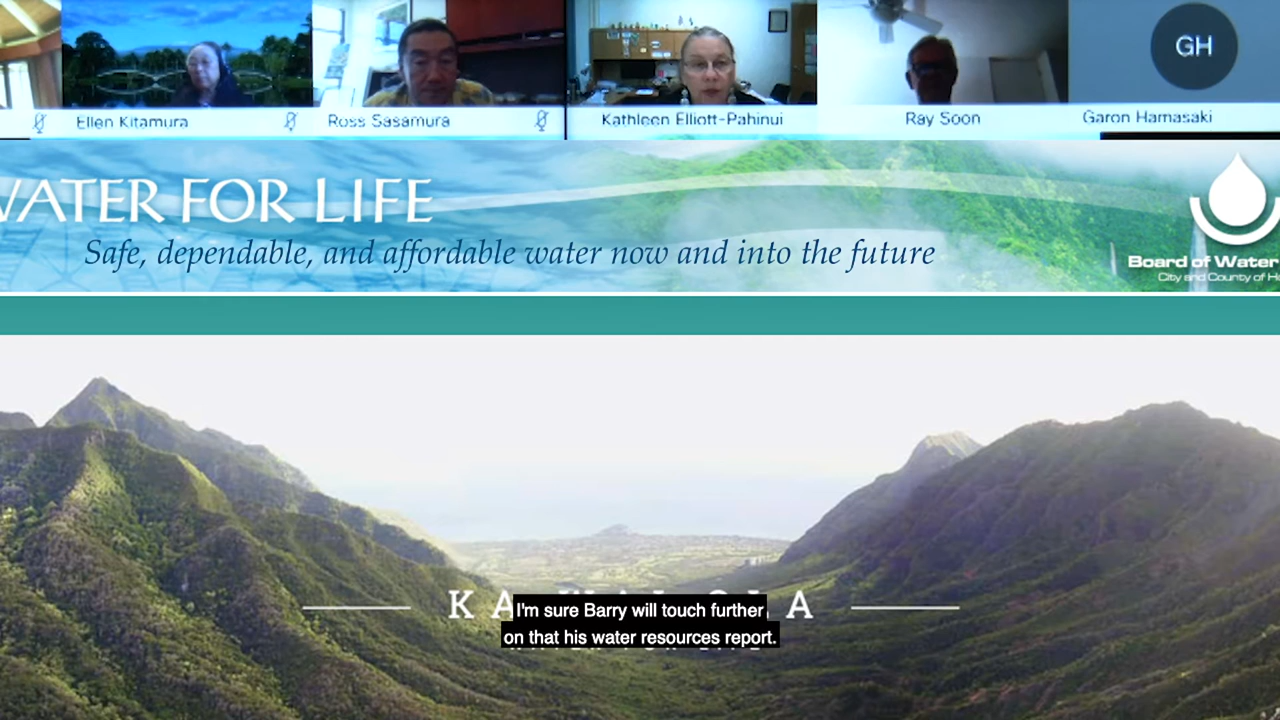 Ellen Kitamura
Ross Sasamura
Kathleen Elliott-Pahinui
Ray Soon
GH
Garon Hamasaki
WATER FOR LIFE
Safe, dependable, and affordable water now and into the future
Board of Water
City and County of H
KA A
I'm sure Barry will touch further
on that his water resources report.